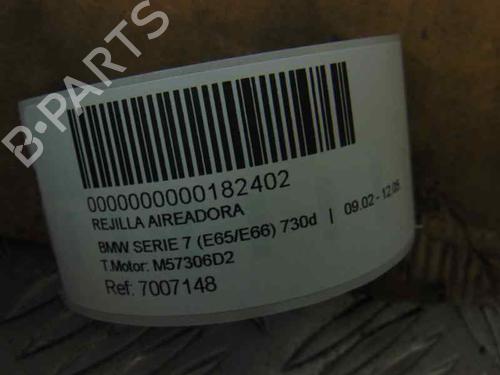 B-PARTS
0000000000182402
REJILLA AIREADORA
BMW SERIE 7 (E65/E66) 730d | 09.02 - 12.05
T.Motor: M57306D2
Ref: 7007148